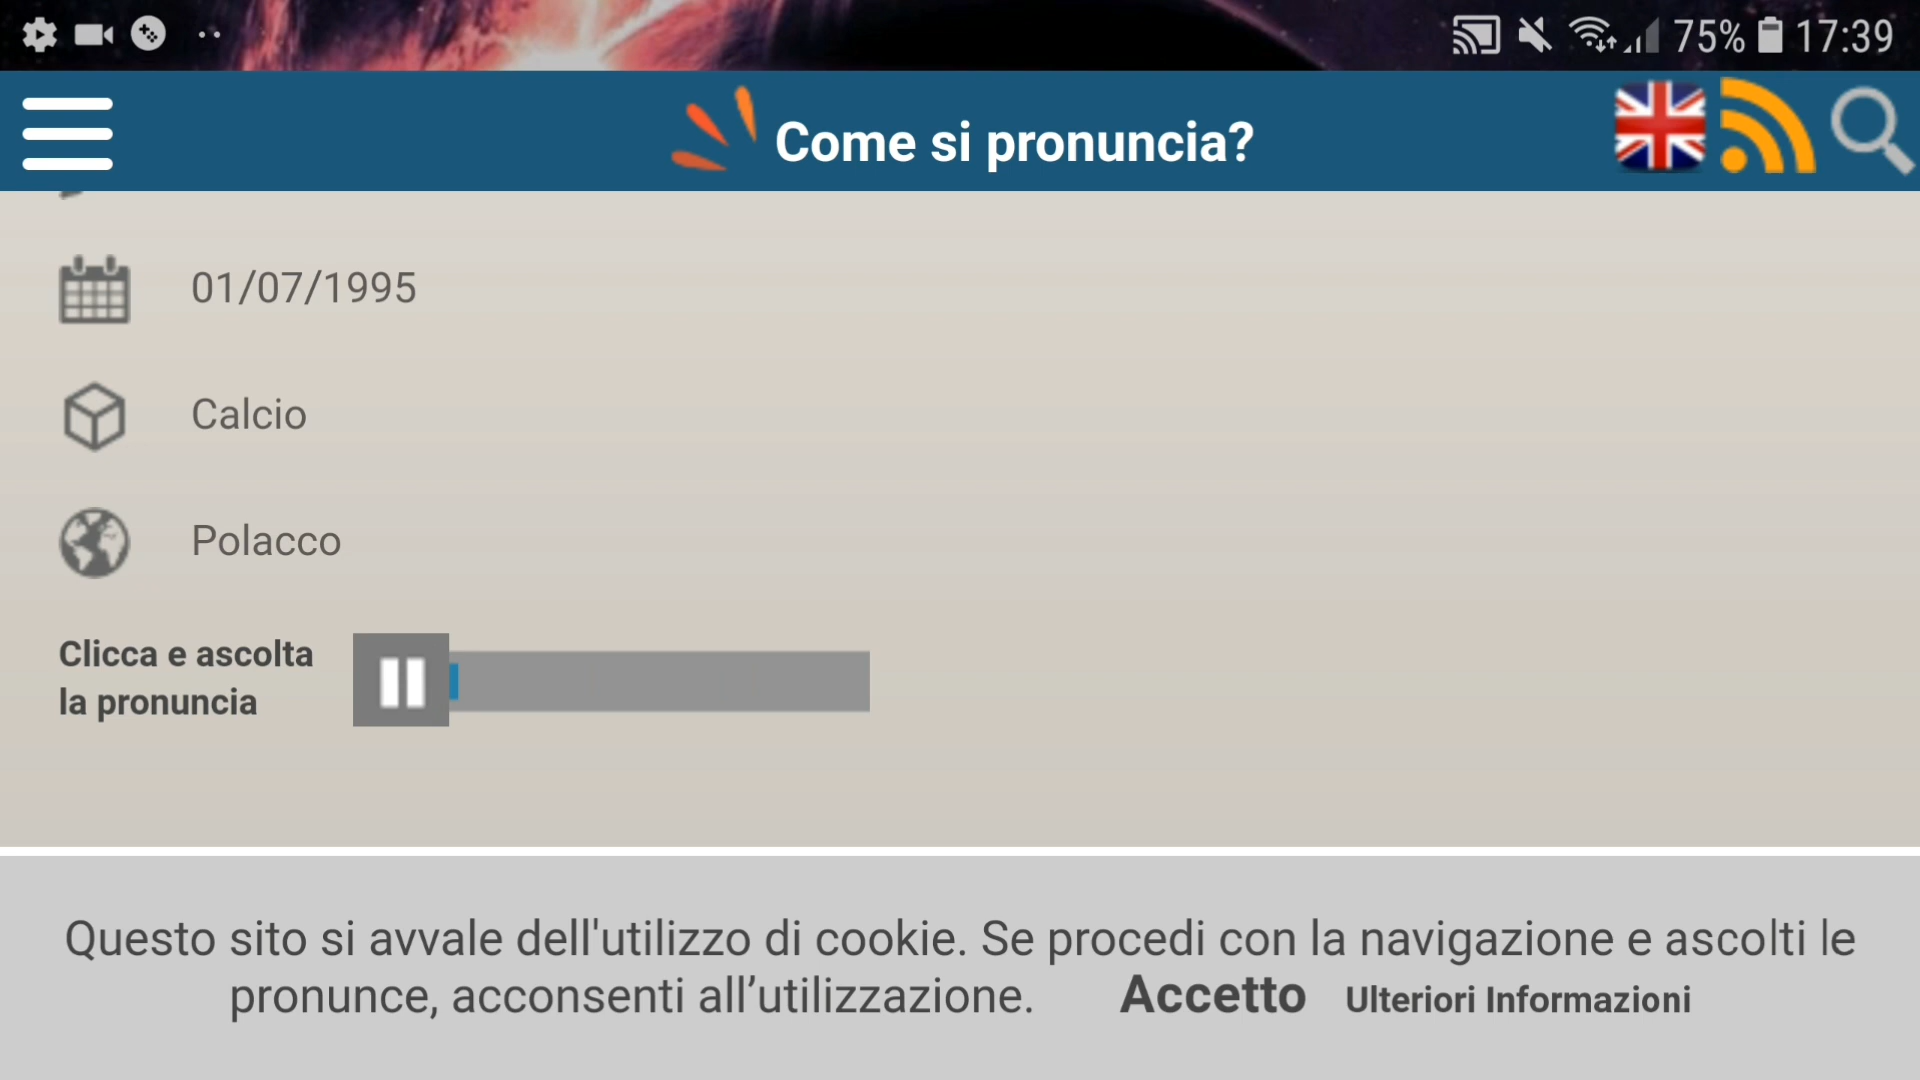 75% 17:39
Come si pronuncia?
01/07/1995
Calcio
Polacco
Clicca e ascolta
la pronuncia
Questo sito si avvale dell'utilizzo di cookie. Se procedi con la navigazione e ascolti le
pronunce, acconsenti all’utilizzazione. Accetto Ulteriori Informazioni